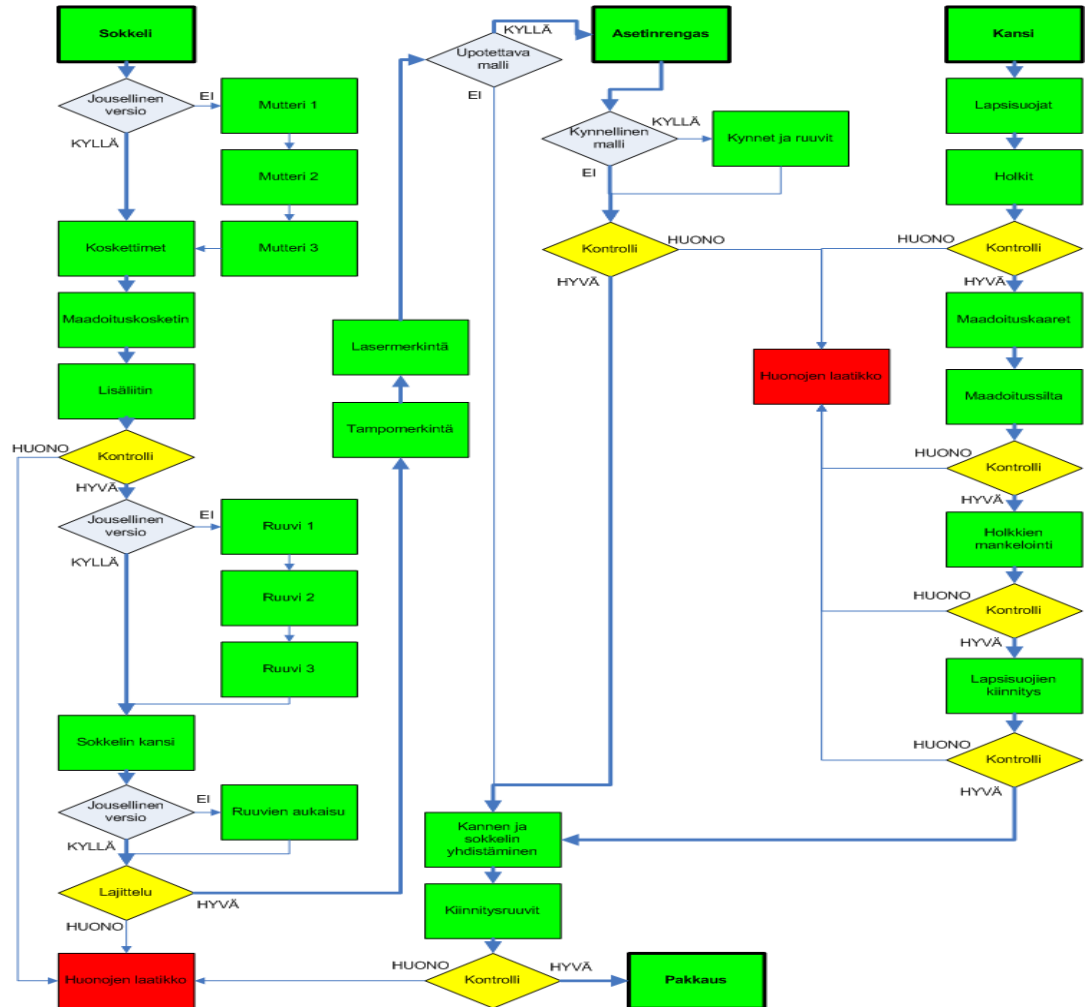 Sokkeli
Jousellinen
versio
EI
KYLLÄ
Mutteri 1
Mutteri 2
Mutteri 3
Koskettimet
Maadoituskosketin
Lisäliitin
HUONO
Kontrolli
HYVÄ
Jousellinen
versio
EI
KYLLÄ
Ruuvi 1
Ruuvi 2
Ruuvi 3
Sokkelin kansi
Jousellinen
versio
EI
KYLLÄ
Ruuvien aukaisu
Lajittelu
HYVÄ
HUONO
Huonojen laatikko
Tampomerkintä
Lasermerkintä
Upotettava
malli
KYLLÄ
EI
Asetinrengas
Kynnellinen
malli
KYLLÄ
EI
Kynnet ja ruuvit
Kontrolli
HUONO
HYVÄ
Kansi
Lapsisuojat
Holkit
HUONO
Kontrolli
HYVÄ
Maadoituskaaret
Huonojen laatikko
Maadoitussilta
HUONO
Kontrolli
HYVÄ
Holkkien
mankelointi
HUONO
Kontrolli
HYVÄ
Lapsisuojien
kiinnitys
HUONO
Kontrolli
HYVÄ
Kannen ja
sokkelin
yhdistäminen
Kiinnitysruuvit
HUONO
Kontrolli
HYVÄ
Pakkaus